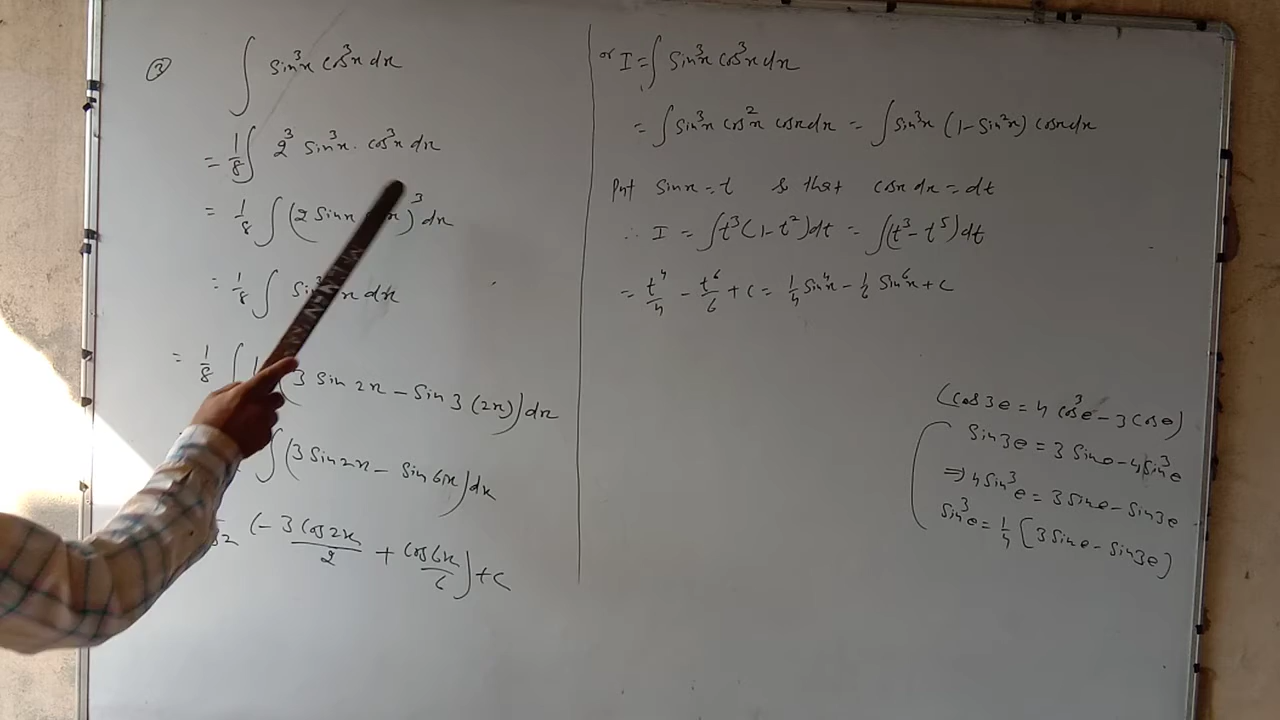 ② ∫ sin³x cos³x dx
= 1/8 ∫ 2³ sin³x · cos³x dx
= 1/8 ∫ (2 sinx x)³ dx
= 1/8 ∫ sin³ x dx
= 1/8 ∫ (3 sin 2x − sin 3(2x)) dx
∫ (3 sin 2x − sin 6x) dx
(− 3 cos 2x / 2 + cos 6x / 6) + c
or I = ∫ sin³x cos³x dx
= ∫ sin³x cos²x cosx dx = ∫ sin³x (1 − sin²x) cosx dx
Put sinx = t so that cosx dx = dt
∴ I = ∫ t³(1 − t²) dt = ∫ (t³ − t⁵) dt
= t⁴/4 − t⁶/6 + c = 1/4 sin⁴x − 1/6 sin⁶x + c
(cos3θ = 4 cos³θ − 3 cosθ)
sin3θ = 3 sinθ − 4 sin³θ
⇒ 4 sin³θ = 3 sinθ − sin3θ
sin³θ = 1/4 [3 sinθ − sin3θ]